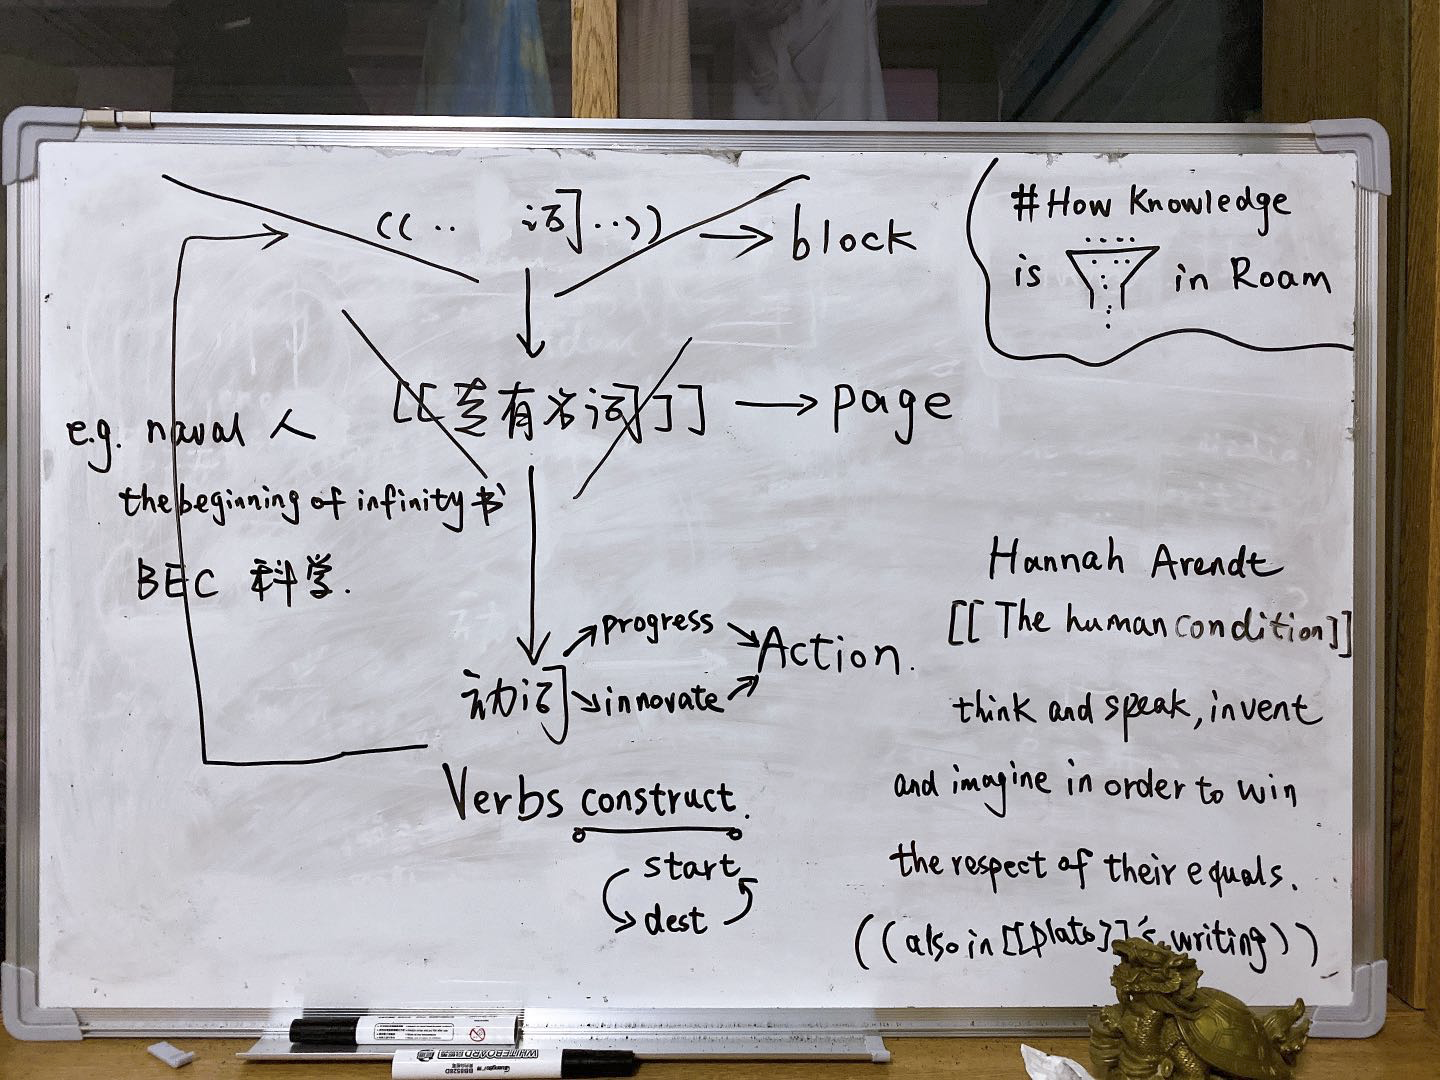 ((.. 词..))
block
#How Knowledge
is in Roam
[[专有名词]]
page
e.g. naval 人
the beginning of infinity 书
BEC 科学.
动词
progress
innovate
Action.
Verbs construct.
start
dest
Hannah Arendt
[[The human condition]]
think and speak, invent
and imagine in order to win
the respect of their equals.
((also in [[plato]]'s writing))
WHITEBOARD